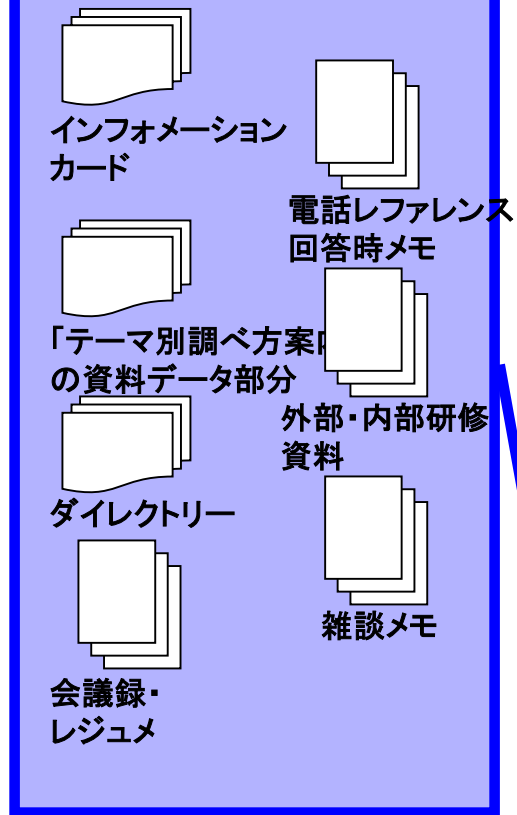 インフォメーション
カード
「テーマ別調べ方案
の資料データ部分
ダイレクトリー
会議録・
レジュメ
電話レファレンス
回答時メモ
外部・内部研修
資料
雑談メモ